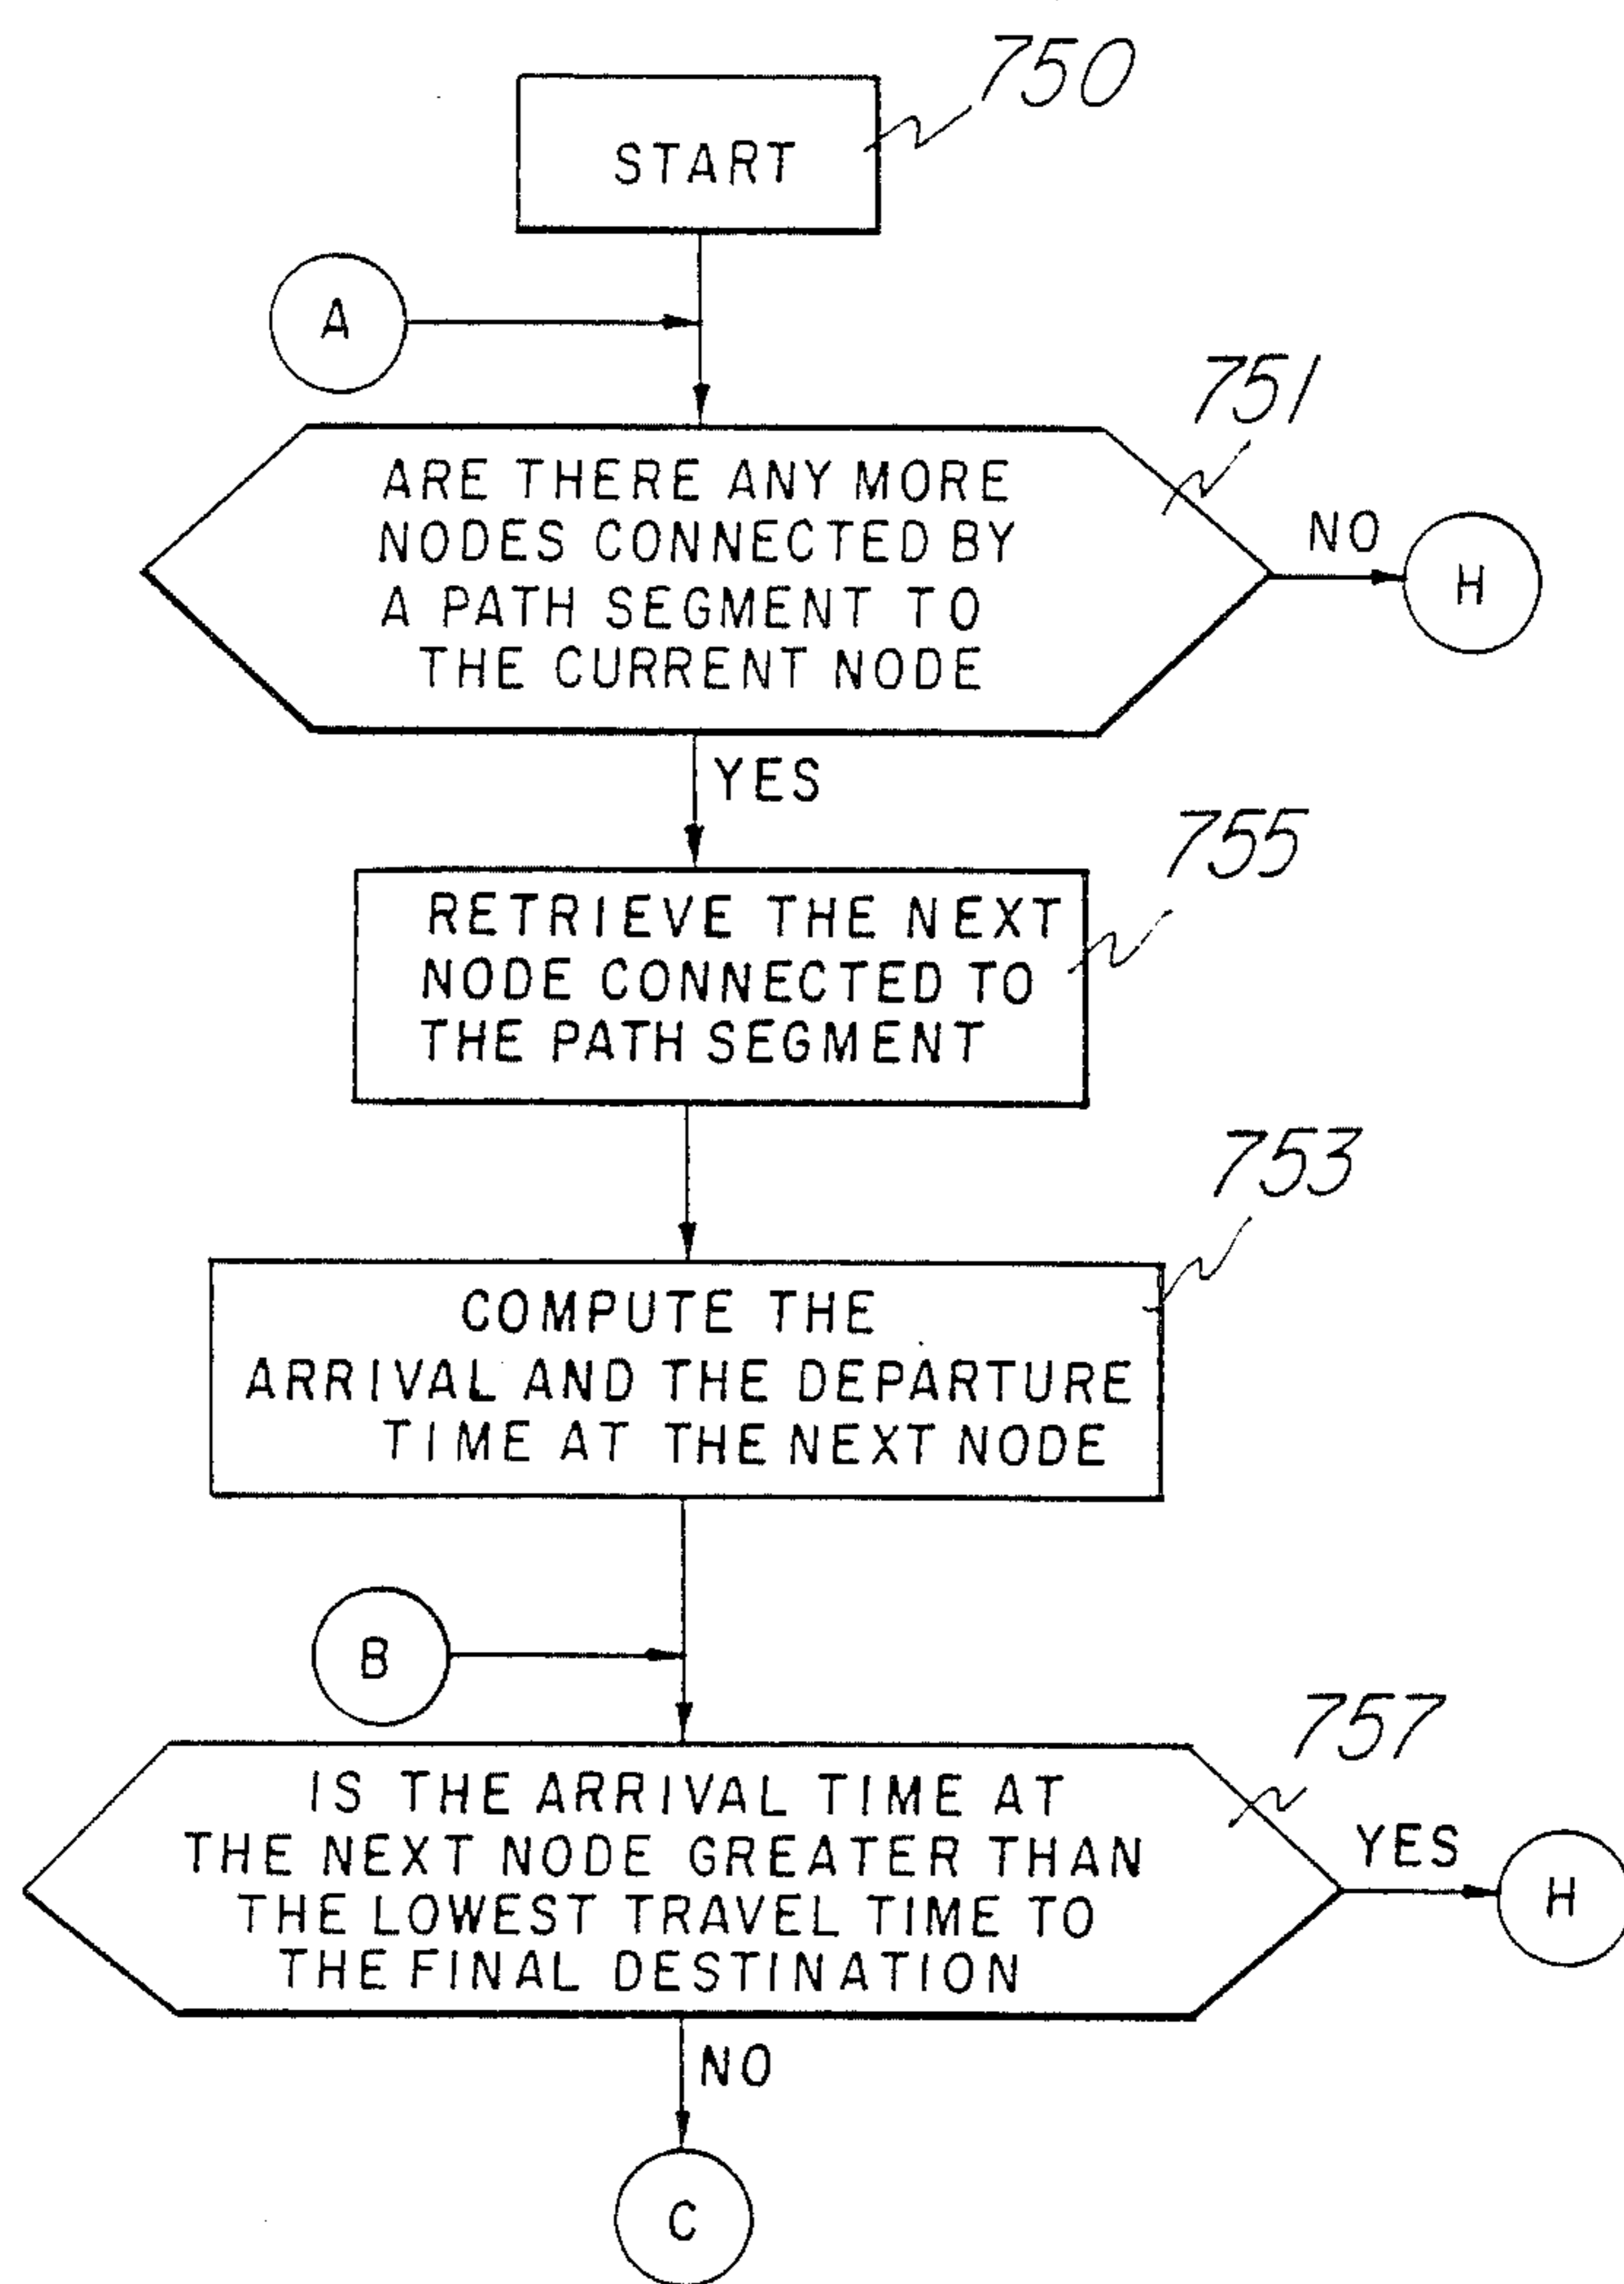 750
START
A
751
ARE THERE ANY MORE
NODES CONNECTED BY
A PATH SEGMENT TO
THE CURRENT NODE
NO
H
YES
755
RETRIEVE THE NEXT
NODE CONNECTED TO
THE PATH SEGMENT
753
COMPUTE THE
ARRIVAL AND THE DEPARTURE
TIME AT THE NEXT NODE
B
757
IS THE ARRIVAL TIME AT
THE NEXT NODE GREATER THAN
THE LOWEST TRAVEL TIME TO
THE FINAL DESTINATION
YES
H
NO
C